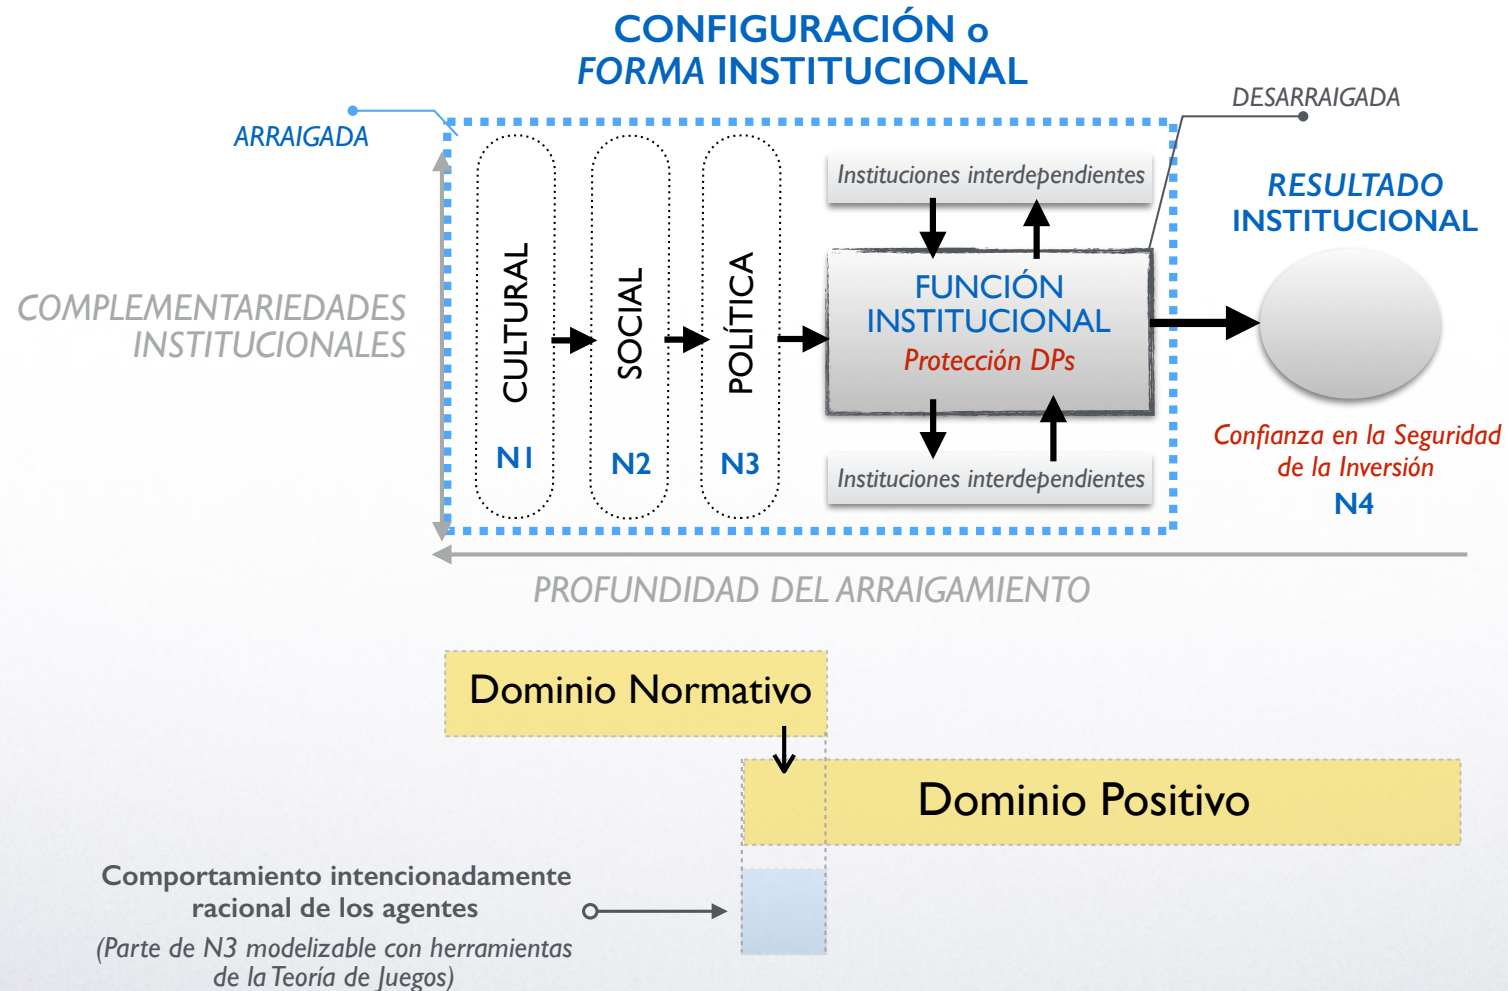 CONFIGURACIÓN o
FORMA INSTITUCIONAL
DESARRAIGADA
ARRAIGADA
Instituciones interdependientes
RESULTADO
INSTITUCIONAL
COMPLEMENTARIEDADES
INSTITUCIONALES
CULTURAL
N1
SOCIAL
N2
POLÍTICA
N3
FUNCIÓN
INSTITUCIONAL
Protección DPs
Instituciones interdependientes
Confianza en la Seguridad
de la Inversión
N4
PROFUNDIDAD DEL ARRAIGAMIENTO
Dominio Normativo
Dominio Positivo
Comportamiento intencionadamente
racional de los agentes
(Parte de N3 modelizable con herramientas
de la Teoría de Juegos)